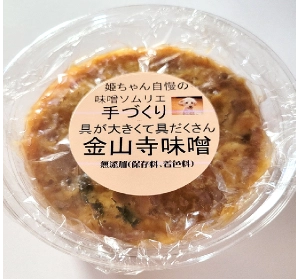 姫ちゃん自慢の
味噌ソムリエ
手づくり
具が大きくて具だくさん
金山寺味噌
無添加(保存料、着色料)